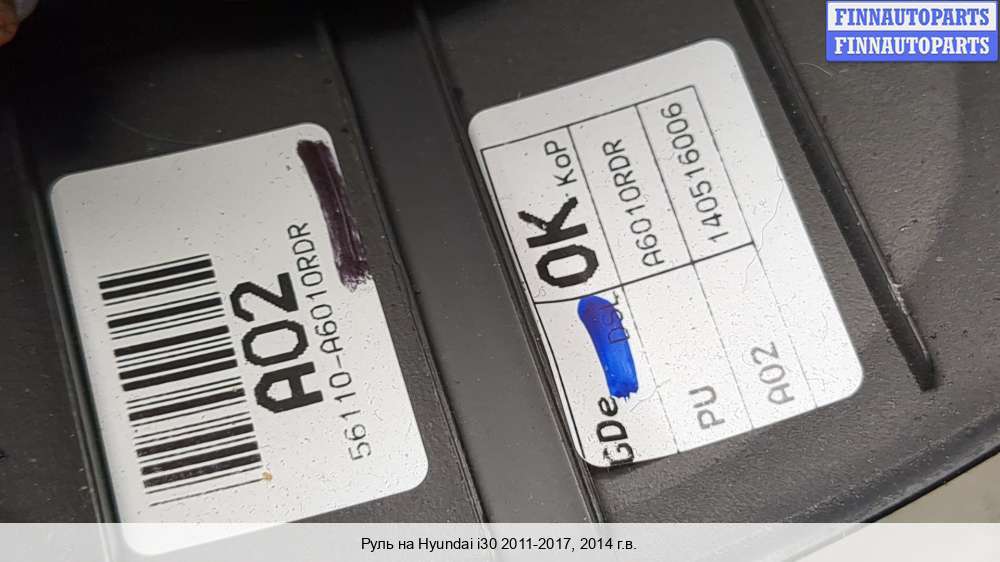 FINNAUTOPARTS
FINNAUTOPARTS
A02
56110-A6010RDR
OK
KOP
A6010RDR
140516006
GDe
DSL
PU
A02
Руль на Hyundai i30 2011-2017, 2014 г.в.